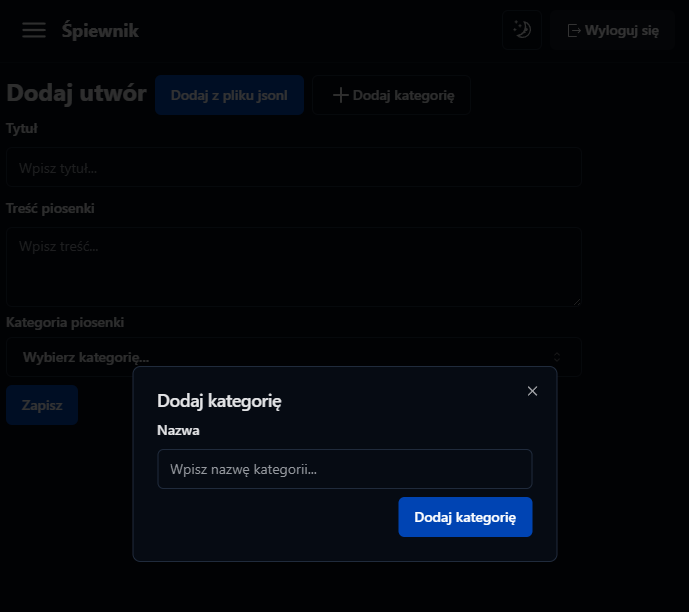 Śpiewnik
Wyloguj się
Dodaj utwór
Dodaj z pliku jsonl
Dodaj kategorię
Tytuł
Wpisz tytuł...
Treść piosenki
Wpisz treść...
Kategoria piosenki
Wybierz kategorię...
Zapisz
Dodaj kategorię
Nazwa
Wpisz nazwę kategorii...
Dodaj kategorię